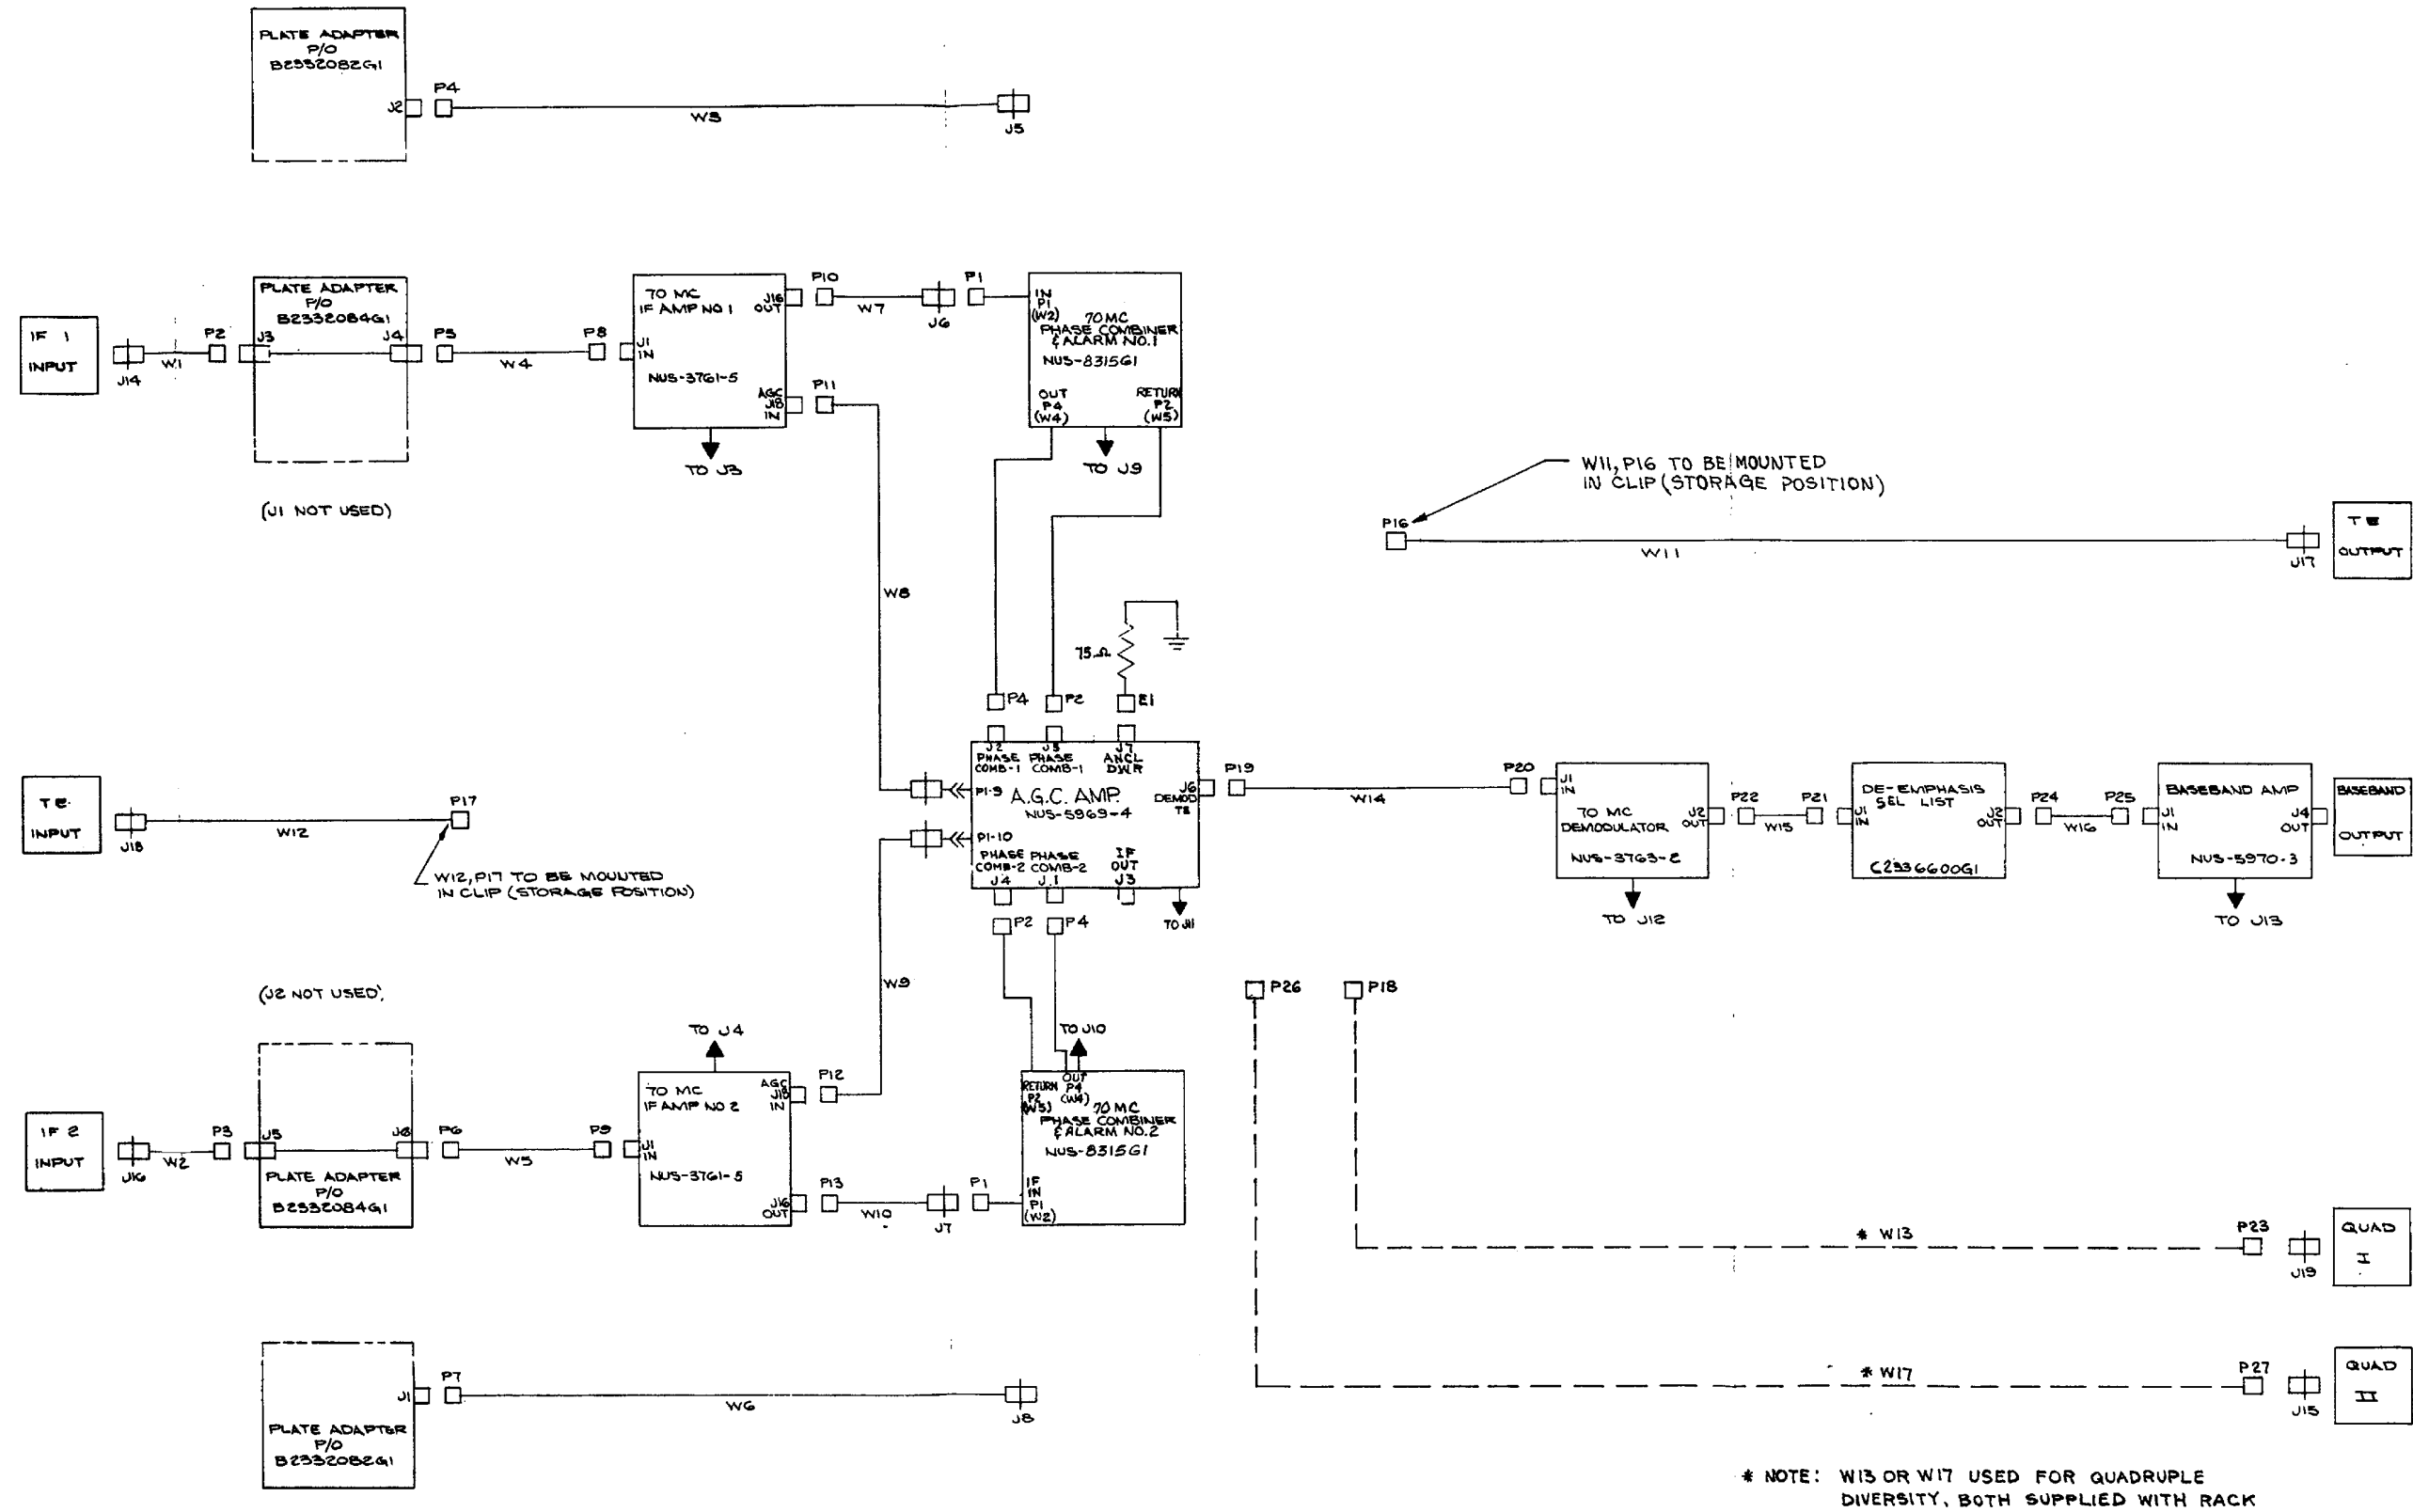 PLATE ADAPTER
P/O
B2332082G1
J2
P4
W3
J5
IF 1
INPUT
J14
W1
P2
PLATE ADAPTER
P/O
B2332084G1
J3
J4
P5
W4
P8
(J1 NOT USED)
70 MC
IF AMP NO 1
J16
OUT
J1
IN
NUS-3761-5
AGC
J18
IN
TO J3
P10
W7
J6
P1
P11
IN
P1
(W2)
70MC
PHASE COMBINER
& ALARM NO.1
NUS-8315G1
OUT
P4
(W4)
RETURN
P2
(W5)
TO J9
W8
W11, P16 TO BE MOUNTED
IN CLIP (STORAGE POSITION)
P16
W11
J17
TE
OUTPUT
75Ω
P4
P2
E1
TE
INPUT
J18
W12
P17
W12, P17 TO BE MOUNTED
IN CLIP (STORAGE POSITION)
J2
PHASE
COMB-1
J5
PHASE
COMB-1
J7
ANCL
DWR
P1-9
A.G.C. AMP.
NUS-5969-4
J6
DEMOD
TE
P1-10
PHASE
COMB-2
J4
PHASE
COMB-2
J1
IF
OUT
J3
TO J11
P2
P4
P19
W14
P20
J1
IN
70 MC
DEMODULATOR
J2
OUT
NUS-3763-2
TO J12
P22
W15
P21
DE-EMPHASIS
SEL LIST
J1
IN
J2
OUT
C2336600G1
P24
W16
P25
BASEBAND AMP
J1
IN
J4
OUT
NUS-5970-3
TO J13
BASEBAND
OUTPUT
W9
(J2 NOT USED)
IF 2
INPUT
J16
W2
P3
J5
J6
PLATE ADAPTER
P/O
B2332084G1
P6
W5
P9
TO J4
70 MC
IF AMP NO 2
AGC
J18
IN
J1
IN
NUS-3761-5
J16
OUT
P12
P13
W10
J7
P1
TO J10
RETURN
P2
(W5)
OUT
P4
(W4)
70 MC
PHASE COMBINER
& ALARM NO.2
NUS-8315G1
IF
IN
P1
(W2)
P26
P18
* W13
P23
J19
QUAD
I
* W17
P27
J15
QUAD
II
J1
P7
W6
J8
PLATE ADAPTER
P/O
B2332082G1
* NOTE: W13 OR W17 USED FOR QUADRUPLE
DIVERSITY, BOTH SUPPLIED WITH RACK